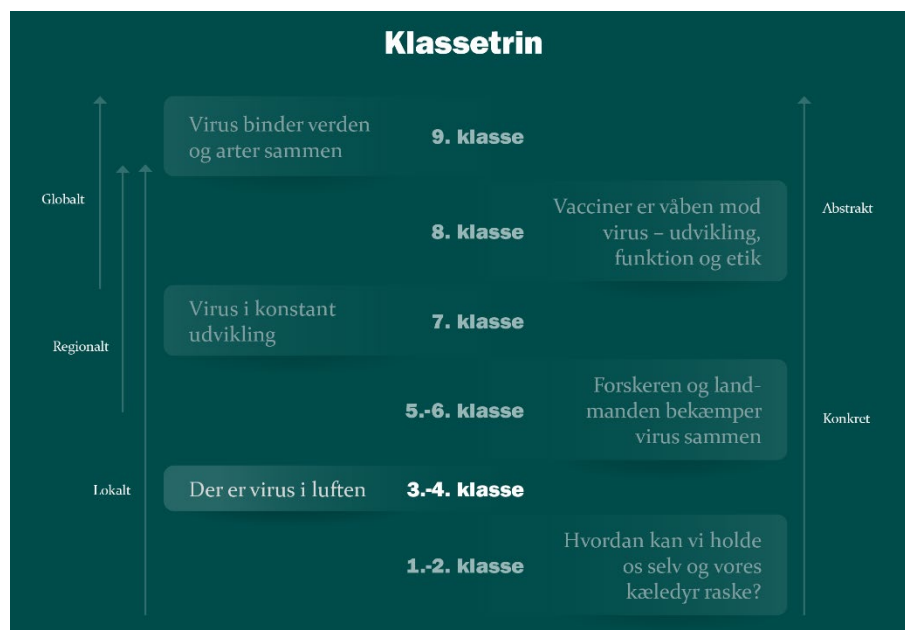 Klassetrin
Virus binder verden
og arter sammen
9. klasse
Globalt
Vacciner er våben mod
virus – udvikling,
funktion og etik
8. klasse
Abstrakt
Virus i konstant
udvikling
7. klasse
Regionalt
Forskeren og land-
manden bekæmper
virus sammen
5.-6. klasse
Konkret
Lokalt
Der er virus i luften
3.-4. klasse
Hvordan kan vi holde
os selv og vores
kæledyr raske?
1.-2. klasse